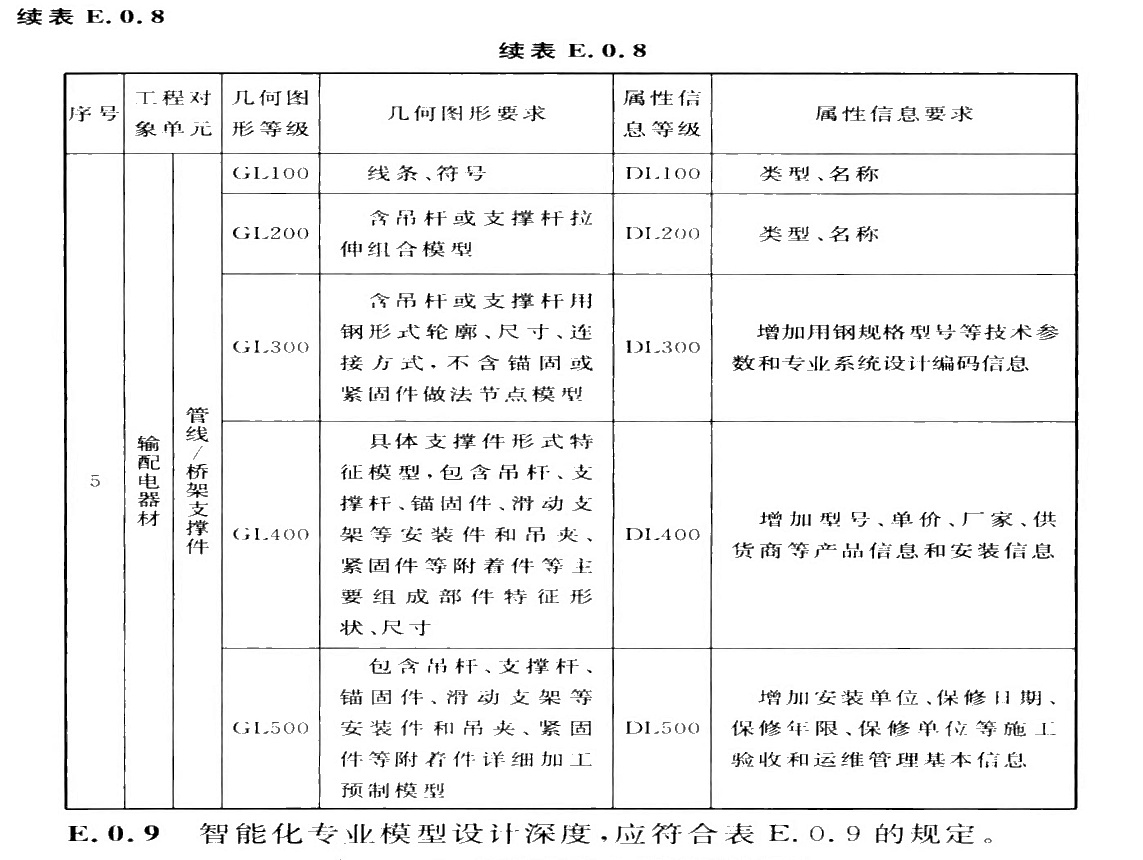 续表 E.0.8
续表 E.0.8
序号
工程对
象单元
几何图
形等级
几何图形要求
属性信
息等级
属性信息要求
5
输配电器材
管线/桥架支撑件
GL100
线条、符号
DL100
类型、名称
GL200
含吊杆或支撑杆拉
伸组合模型
DL200
类型、名称
GL300
含吊杆或支撑杆用
钢形式轮廓、尺寸、连
接方式,不含锚固或
紧固件做法节点模型
DL300
增加用钢规格型号等技术参
数和专业系统设计编码信息
GL400
具体支撑件形式特
征模型,包含吊杆、支
撑杆、锚固件、滑动支
架等安装件和吊夹、
紧固件等附着件等主
要组成部件特征形
状、尺寸
DL400
增加型号、单价、厂家、供
货商等产品信息和安装信息
GL500
包含吊杆、支撑杆、
锚固件、滑动支架等
安装件和吊夹、紧固
件等附着件详细加工
预制模型
DL500
增加安装单位、保修日期、
保修年限、保修单位等施工
验收和运维管理基本信息
E.0.9 智能化专业模型设计深度,应符合表 E.0.9 的规定。